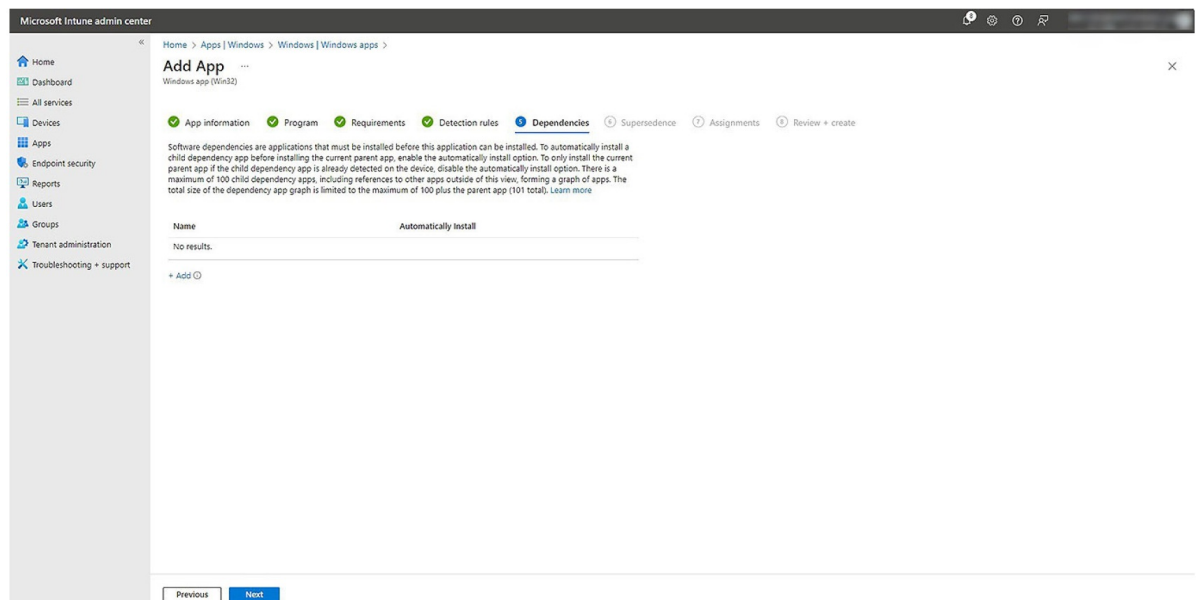 Microsoft Intune admin center
«
Home
Dashboard
All services
Devices
Apps
Endpoint security
Reports
Users
Groups
Tenant administration
Troubleshooting + support
Home > Apps | Windows > Windows | Windows apps >
Add App ...
Windows app (Win32)
App information Program Requirements Detection rules 5 Dependencies 6 Supersedence 7 Assignments 8 Review + create
Software dependencies are applications that must be installed before this application can be installed. To automatically install a
child dependency app before installing the current parent app, enable the automatically install option. To only install the current
parent app if the child dependency app is already detected on the device, disable the automatically install option. There is a
maximum of 100 child dependency apps, including references to other apps outside of this view, forming a graph of apps. The
total size of the dependency app graph is limited to the maximum of 100 plus the parent app (101 total). Learn more
Name Automatically Install
No results.
+ Add
Previous Next